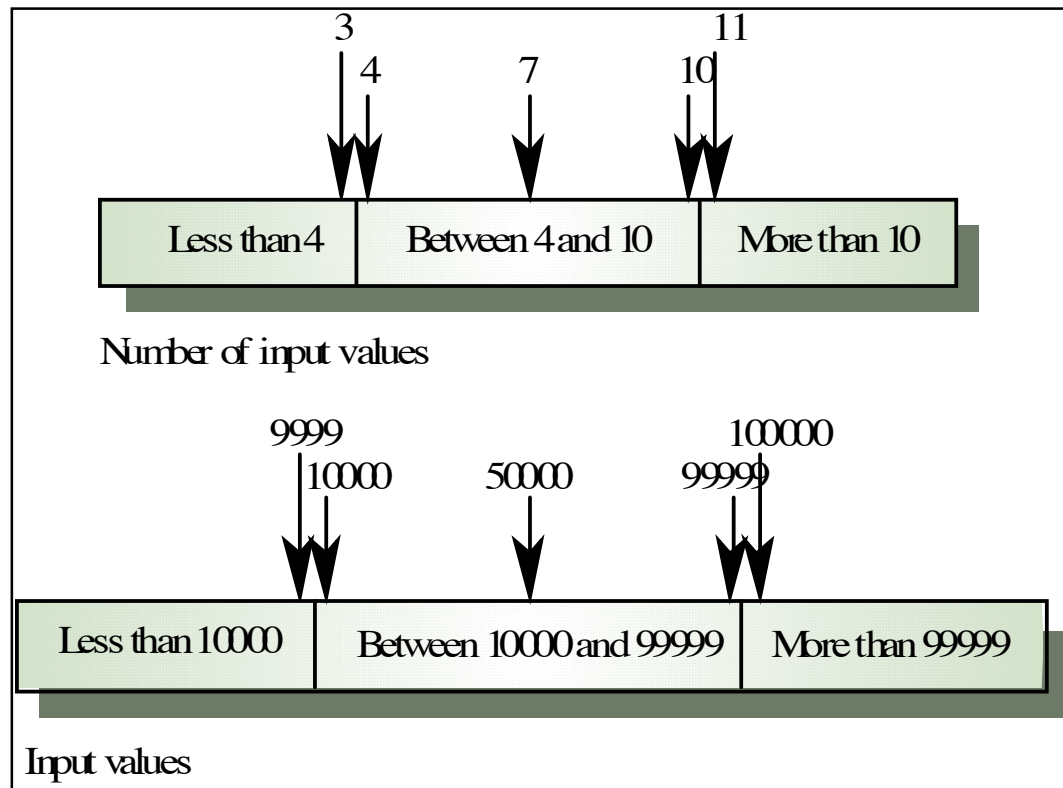 3 11
4 7 10
Less than 4 Between 4 and 10 More than 10
Number of input values
9999 100000
10000 50000 99999
Less than 10000 Between 10000 and 99999 More than 99999
Input values